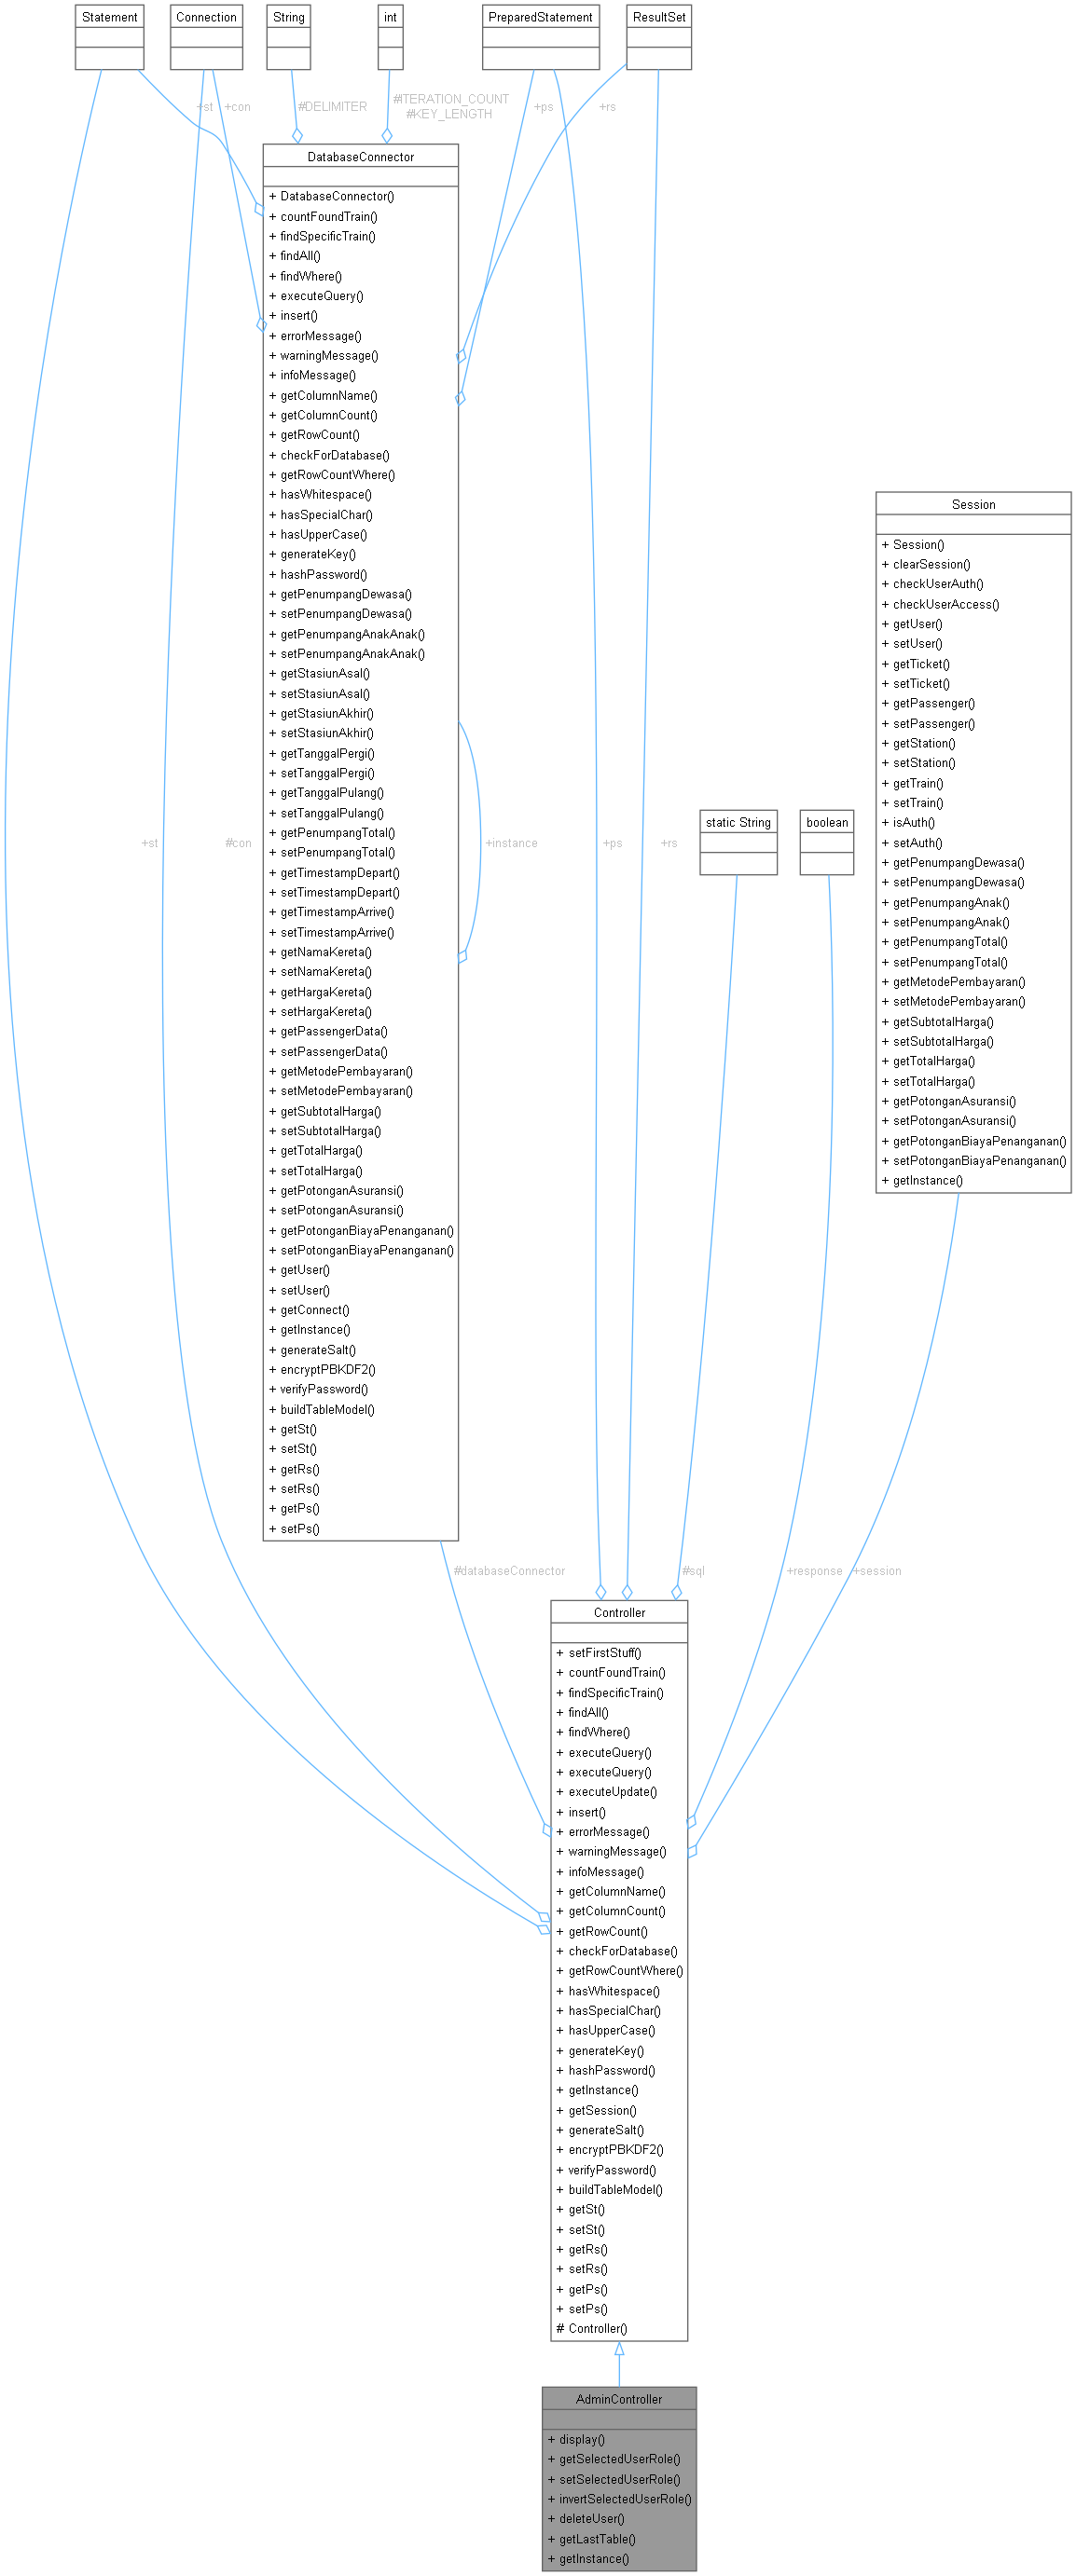 Statement
Connection
String
int
PreparedStatement
ResultSet
+st
+con
#DELIMITER
#ITERATION_COUNT
#KEY_LENGTH
+ps
+rs
DatabaseConnector
+ DatabaseConnector()
+ countFoundTrain()
+ findSpecificTrain()
+ findAll()
+ findWhere()
+ executeQuery()
+ insert()
+ errorMessage()
+ warningMessage()
+ infoMessage()
+ getColumnName()
+ getColumnCount()
+ getRowCount()
+ checkForDatabase()
+ getRowCountWhere()
+ hasWhitespace()
+ hasSpecialChar()
+ hasUpperCase()
+ generateKey()
+ hashPassword()
+ getPenumpangDewasa()
+ setPenumpangDewasa()
+ getPenumpangAnakAnak()
+ setPenumpangAnakAnak()
+ getStasiunAsal()
+ setStasiunAsal()
+ getStasiunAkhir()
+ setStasiunAkhir()
+ getTanggalPergi()
+ setTanggalPergi()
+ getTanggalPulang()
+ setTanggalPulang()
+ getPenumpangTotal()
+ setPenumpangTotal()
+ getTimestampDepart()
+ setTimestampDepart()
+ getTimestampArrive()
+ setTimestampArrive()
+ getNamaKereta()
+ setNamaKereta()
+ getHargaKereta()
+ setHargaKereta()
+ getPassengerData()
+ setPassengerData()
+ getMetodePembayaran()
+ setMetodePembayaran()
+ getSubtotalHarga()
+ setSubtotalHarga()
+ getTotalHarga()
+ setTotalHarga()
+ getPotonganAsuransi()
+ setPotonganAsuransi()
+ getPotonganBiayaPenanganan()
+ setPotonganBiayaPenanganan()
+ getUser()
+ setUser()
+ getConnect()
+ getInstance()
+ generateSalt()
+ encryptPBKDF2()
+ verifyPassword()
+ buildTableModel()
+ getSt()
+ setSt()
+ getRs()
+ setRs()
+ getPs()
+ setPs()
Session
+ Session()
+ clearSession()
+ checkUserAuth()
+ checkUserAccess()
+ getUser()
+ setUser()
+ getTicket()
+ setTicket()
+ getPassenger()
+ setPassenger()
+ getStation()
+ setStation()
+ getTrain()
+ setTrain()
+ isAuth()
+ setAuth()
+ getPenumpangDewasa()
+ setPenumpangDewasa()
+ getPenumpangAnak()
+ setPenumpangAnak()
+ getPenumpangTotal()
+ setPenumpangTotal()
+ getMetodePembayaran()
+ setMetodePembayaran()
+ getSubtotalHarga()
+ setSubtotalHarga()
+ getTotalHarga()
+ setTotalHarga()
+ getPotonganAsuransi()
+ setPotonganAsuransi()
+ getPotonganBiayaPenanganan()
+ setPotonganBiayaPenanganan()
+ getInstance()
static String
boolean
+st
#con
+instance
+ps
+rs
#databaseConnector
#sql
+response
+session
Controller
+ setFirstStuff()
+ countFoundTrain()
+ findSpecificTrain()
+ findAll()
+ findWhere()
+ executeQuery()
+ executeQuery()
+ executeUpdate()
+ insert()
+ errorMessage()
+ warningMessage()
+ infoMessage()
+ getColumnName()
+ getColumnCount()
+ getRowCount()
+ checkForDatabase()
+ getRowCountWhere()
+ hasWhitespace()
+ hasSpecialChar()
+ hasUpperCase()
+ generateKey()
+ hashPassword()
+ getInstance()
+ getSession()
+ generateSalt()
+ encryptPBKDF2()
+ verifyPassword()
+ buildTableModel()
+ getSt()
+ setSt()
+ getRs()
+ setRs()
+ getPs()
+ setPs()
# Controller()
AdminController
+ display()
+ getSelectedUserRole()
+ setSelectedUserRole()
+ invertSelectedUserRole()
+ deleteUser()
+ getLastTable()
+ getInstance()